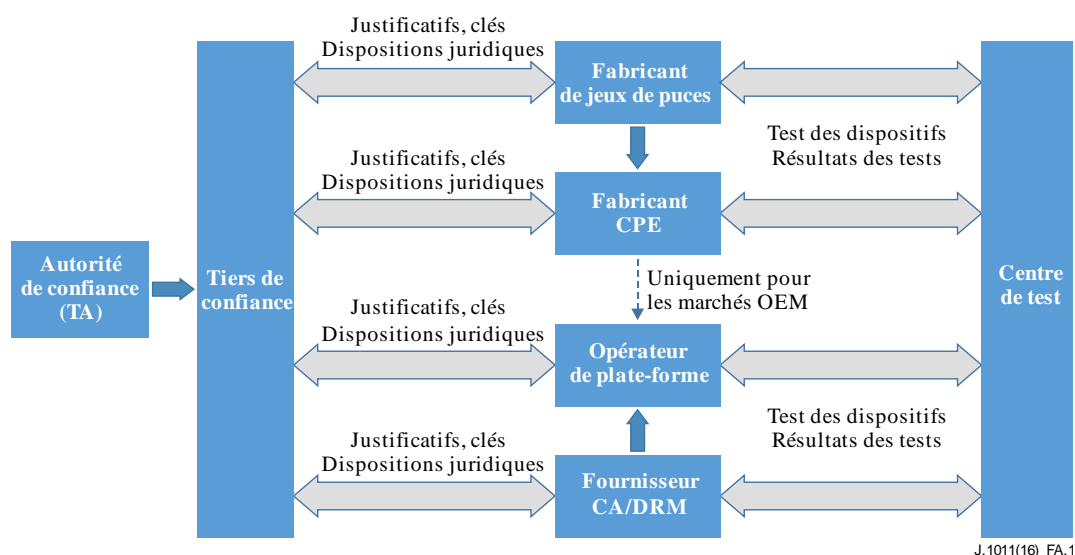 Justificatifs, clés
Dispositions juridiques
Fabricant
de jeux de puces
Test des dispositifs
Résultats des tests
Justificatifs, clés
Dispositions juridiques
Fabricant
CPE
Autorité
de confiance
(TA)
Tiers de
confiance
Uniquement pour
les marchés OEM
Centre
de test
Justificatifs, clés
Dispositions juridiques
Opérateur
de plate-forme
Test des dispositifs
Résultats des tests
Justificatifs, clés
Dispositions juridiques
Fournisseur
CA/DRM
J.1011(16)_FA.1